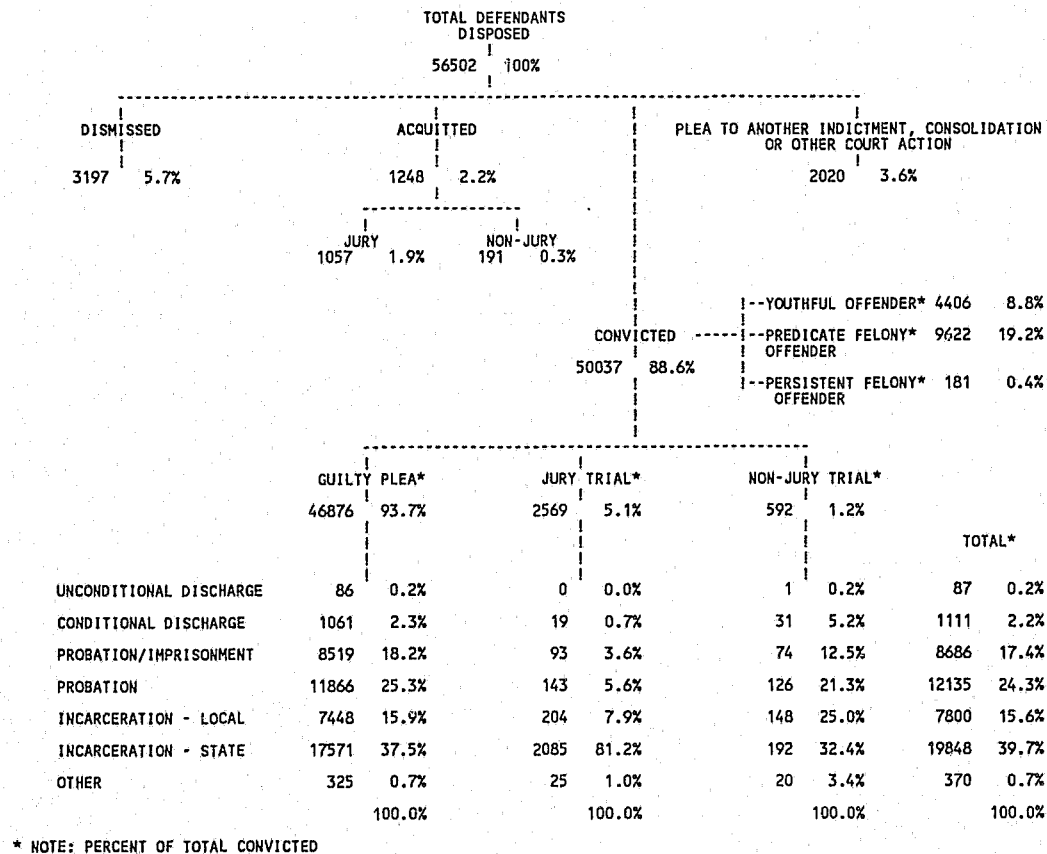 TOTAL DEFENDANTS
DISPOSED
56502 100%
DISMISSED ACQUITTED PLEA TO ANOTHER INDICTMENT, CONSOLIDATION
OR OTHER COURT ACTION
3197 5.7% 1248 2.2% 2020 3.6%
JURY NON-JURY
1057 1.9% 191 0.3%
--YOUTHFUL OFFENDER* 4406 8.8%
CONVICTED --PREDICATE FELONY* 9622 19.2%
OFFENDER
50037 88.6% --PERSISTENT FELONY* 181 0.4%
OFFENDER
GUILTY PLEA* JURY TRIAL* NON-JURY TRIAL*
46876 93.7% 2569 5.1% 592 1.2%
TOTAL*
UNCONDITIONAL DISCHARGE 86 0.2% 0 0.0% 1 0.2% 87 0.2%
CONDITIONAL DISCHARGE 1061 2.3% 19 0.7% 31 5.2% 1111 2.2%
PROBATION/IMPRISONMENT 8519 18.2% 93 3.6% 74 12.5% 8686 17.4%
PROBATION 11866 25.3% 143 5.6% 126 21.3% 12135 24.3%
INCARCERATION - LOCAL 7448 15.9% 204 7.9% 148 25.0% 7800 15.6%
INCARCERATION - STATE 17571 37.5% 2085 81.2% 192 32.4% 19848 39.7%
OTHER 325 0.7% 25 1.0% 20 3.4% 370 0.7%
100.0% 100.0% 100.0% 100.0%
* NOTE: PERCENT OF TOTAL CONVICTED